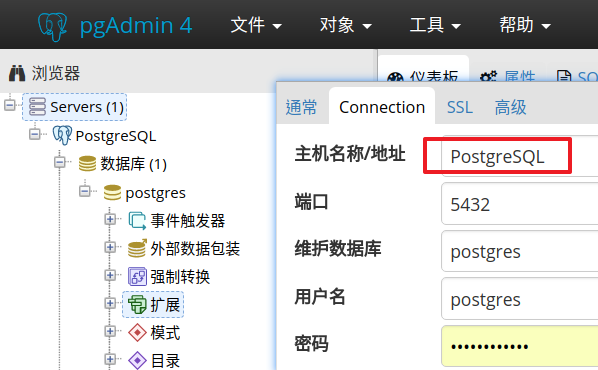 pgAdmin 4 文件 对象 工具 帮助
浏览器
仪表板 属性
Servers (1)
PostgreSQL
数据库 (1)
postgres
事件触发器
外部数据包装
强制转换
扩展
模式
目录
通常 Connection SSL 高级
主机名称/地址 PostgreSQL
端口 5432
维护数据库 postgres
用户名 postgres
密码 ••••••••••••